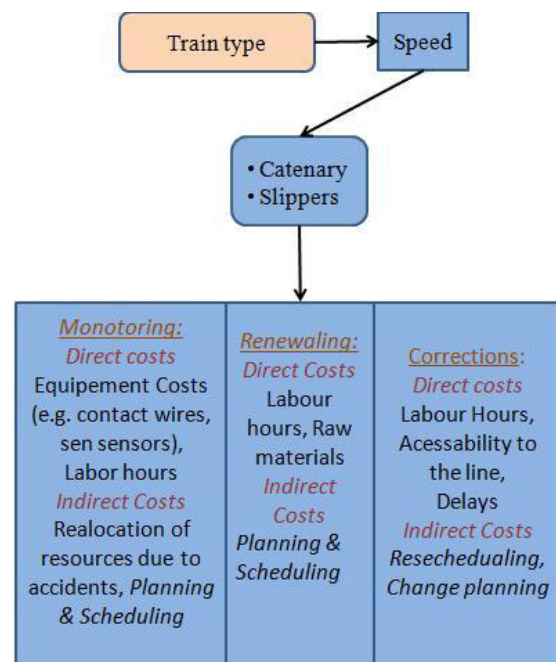 Train type
Speed
• Catenary
• Slippers
Monotoring:
Direct costs
Equipement Costs
(e.g. contact wires,
sen sensors),
Labor hours
Indirect Costs
Realocation of
resources due to
accidents, Planning
& Scheduling
Renewaling:
Direct Costs
Labour
hours, Raw
materials
Indirect
Costs
Planning &
Scheduling
Corrections:
Direct costs
Labour Hours,
Acessability to
the line,
Delays
Indirect Costs
Resechedualing,
Change planning